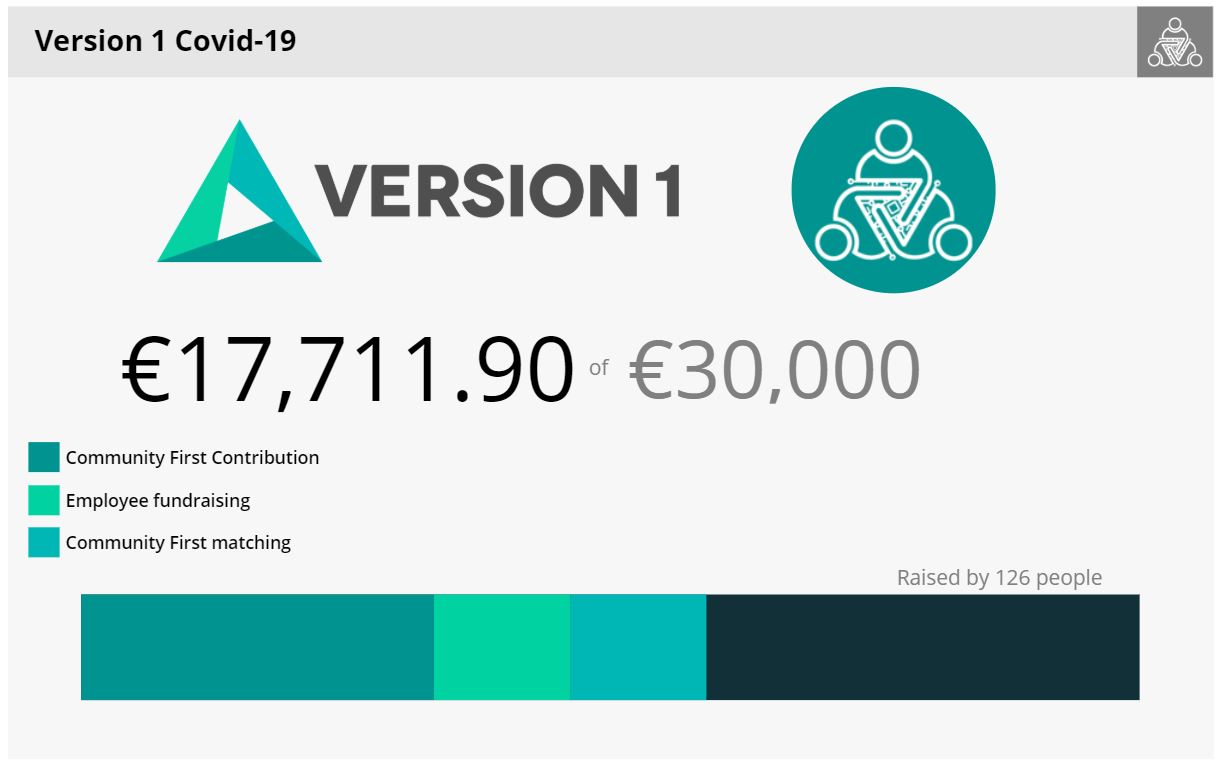 Version 1 Covid-19
VERSION 1
€17,711.90 of €30,000
Community First Contribution
Employee fundraising
Community First matching
Raised by 126 people